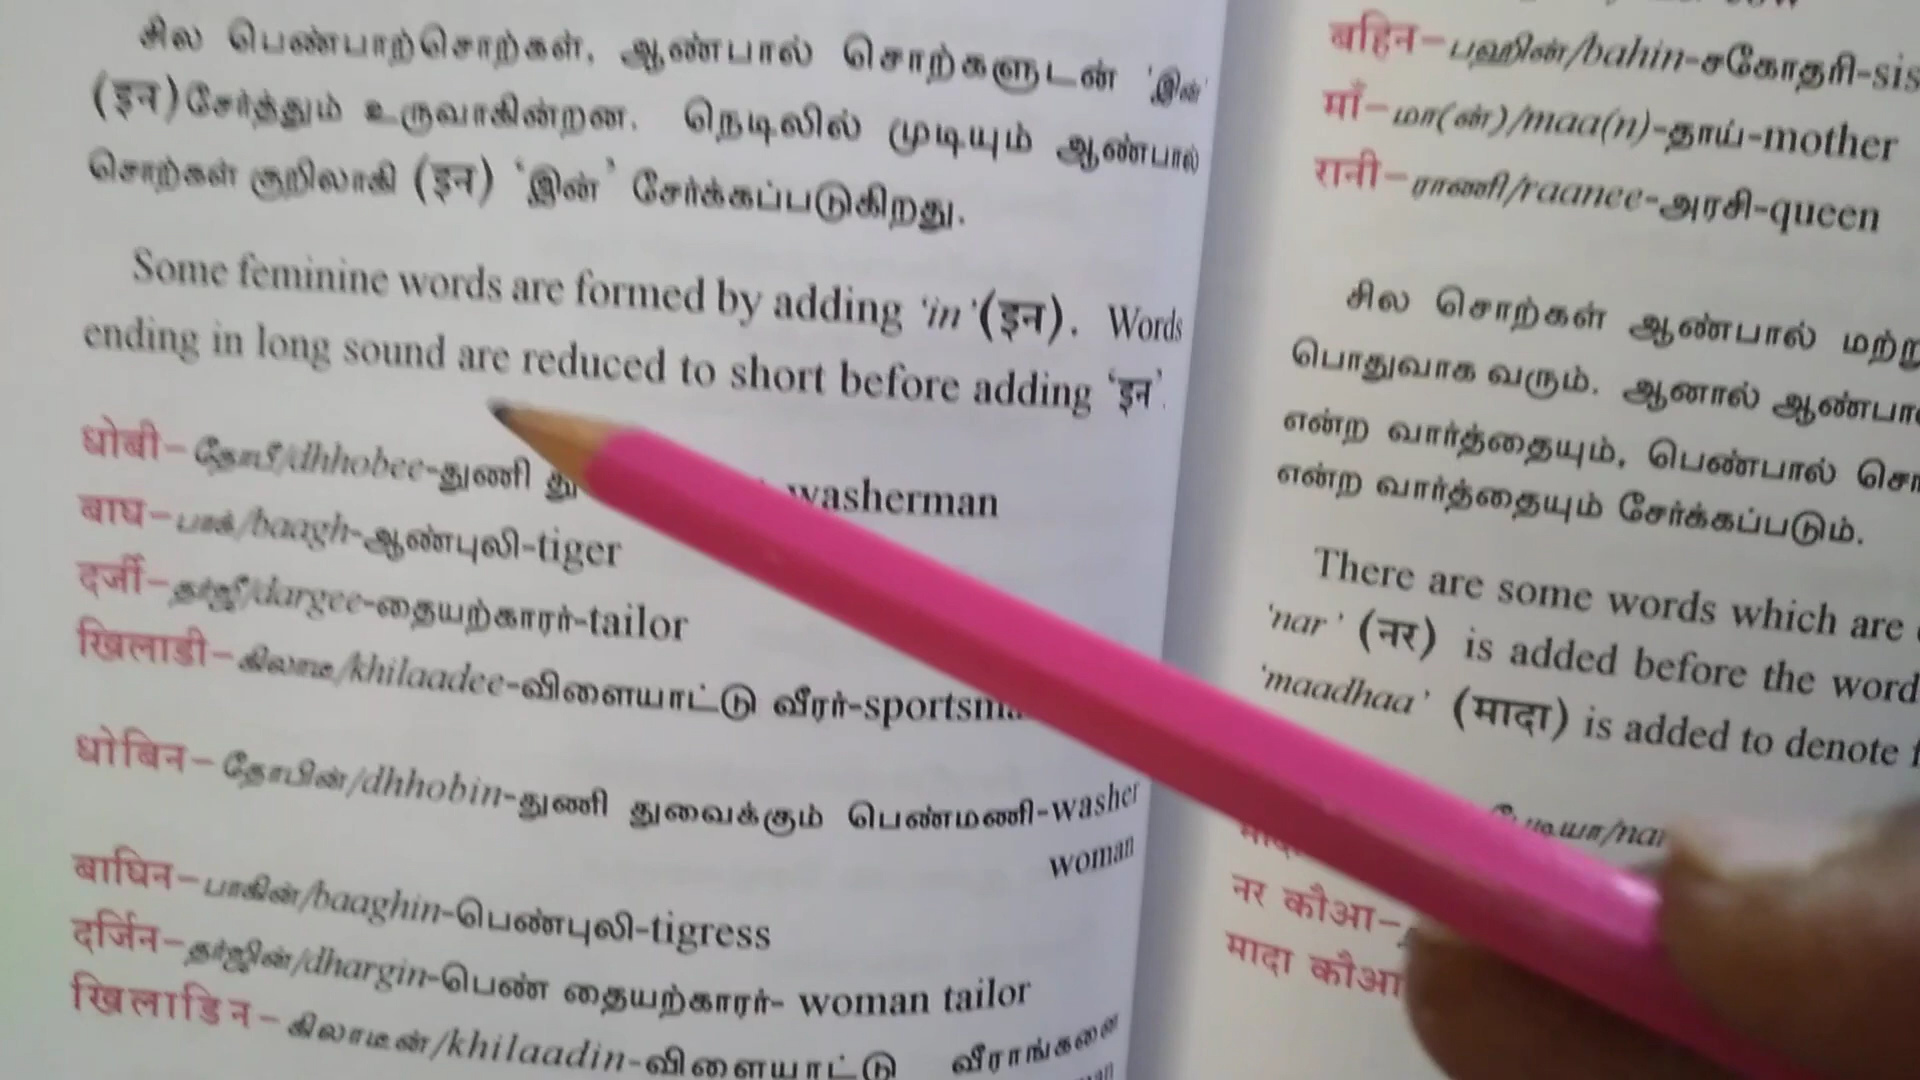 சில பெண்பாற்சொற்கள், ஆண்பால் சொற்களுடன் 'இன்'
(इन)சேர்த்தும் உருவாகின்றன. நெடிலில் முடியும் ஆண்பால்
சொற்கள் குறிலாகி (इन) 'இன்' சேர்க்கப்படுகிறது.
Some feminine words are formed by adding 'in'(इन). Words
ending in long sound are reduced to short before adding 'इन'.
धोबी-தோபீ/dhhobee-துணி washerman
बाघ-பாக்/baagh-ஆண்புலி-tiger
दर्जी-தர்ஜீ/dargee-தையற்காரர்-tailor
खिलाडी-கிலாடீ/khilaadee-விளையாட்டு வீரர்-sportsma
धोबिन-தோபின்/dhhobin-துணி துவைக்கும் பெண்மணி-washer
woman
बाघिन-பாகின்/baaghin-பெண்புலி-tigress
दर्जिन-தர்ஜின்/dhargin-பெண் தையற்காரர்- woman tailor
खिलाडिन-கிலாடின்/khilaadin-விளையாட்டு வீராங்கனை
बहिन-பஹின்/bahin-சகோதரி-sis
माँ-மா(ன்)/maa(n)-தாய்-mother
रानी-ராணி/raanee-அரசி-queen
சில சொற்கள் ஆண்பால் மற்று
பொதுவாக வரும். ஆனால் ஆண்பா
என்ற வார்த்தையும், பெண்பால் சொ
என்ற வார்த்தையும் சேர்க்கப்படும்.
There are some words which are
'nar' (नर) is added before the word
'maadhaa' (मादा) is added to denote f
नर कौआ-
मादा कौआ